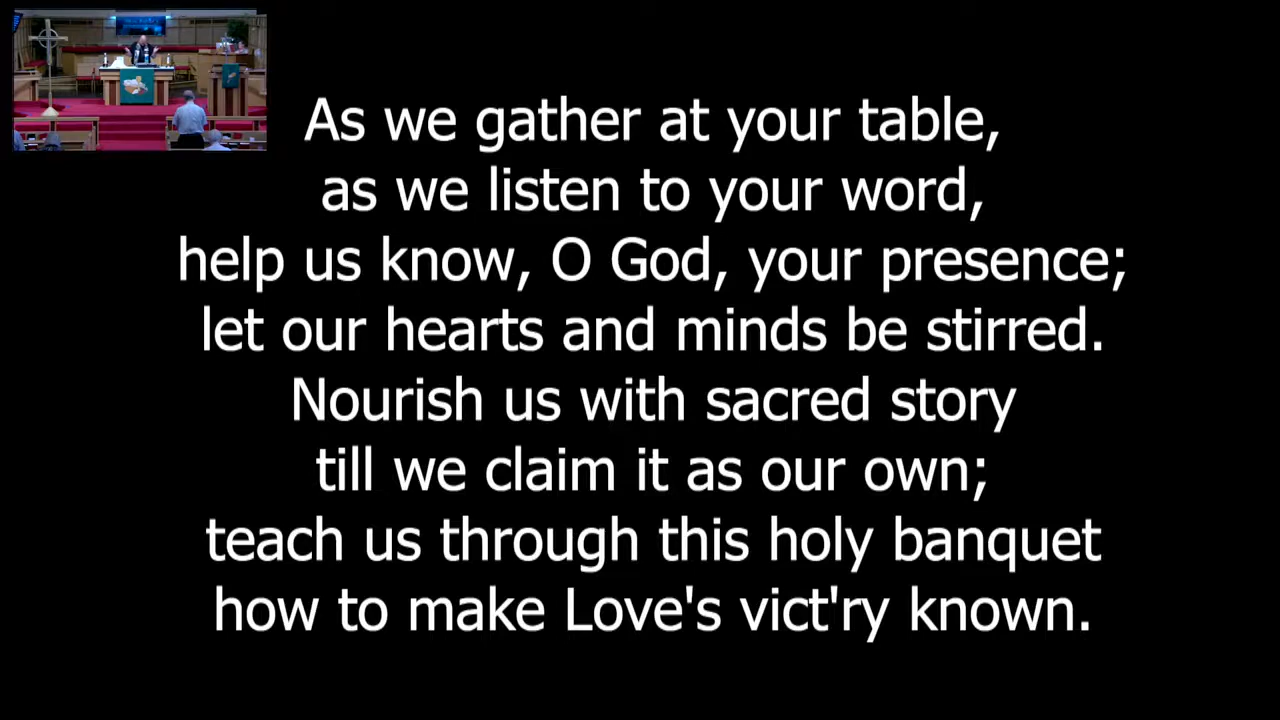 As we gather at your table,
as we listen to your word,
help us know, O God, your presence;
let our hearts and minds be stirred.
Nourish us with sacred story
till we claim it as our own;
teach us through this holy banquet
how to make Love's vict'ry known.